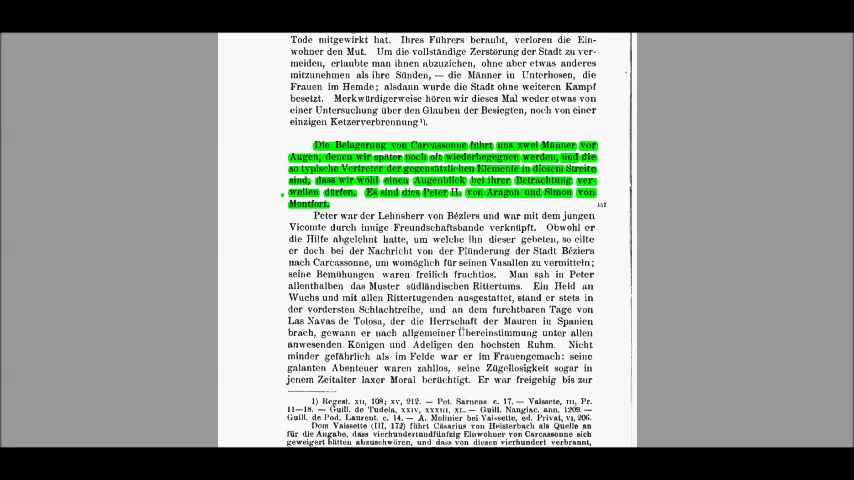 Tode mitgewirkt hat. Ihres Führers beraubt, verloren die Ein-
wohner den Mut. Um die vollständige Zerstörung der Stadt zu ver-
meiden, erlaubte man ihnen abzuziehen, ohne aber etwas anderes
mitzunehmen als ihre Sünden, — die Männer in Unterhosen, die
Frauen im Hemde; alsdann wurde die Stadt ohne weiteren Kampf
besetzt. Merkwürdigerweise hören wir dieses Mal weder etwas von
einer Untersuchung über den Glauben der Besiegten, noch von einer
einzigen Ketzerverbrennung¹).
Die Belagerung von Carcassonne führt uns zwei Männer vor
Augen, denen wir später noch oft wiederbegegnen werden, und die
so typische Vertreter der gegensätzlichen Elemente in diesem Streite
sind, dass wir wohl einen Augenblick bei ihrer Betrachtung ver-
weilen dürfen. Es sind dies Peter II. von Aragon und Simon von
Montfort.
157
Peter war der Lehnsherr von Béziers und war mit dem jungen
Vicomte durch innige Freundschaftsbande verknüpft. Obwohl er
die Hilfe abgelehnt hatte, um welche ihn dieser gebeten, so eilte
er doch bei der Nachricht von der Plünderung der Stadt Béziers
nach Carcassonne, um womöglich für seinen Vasallen zu vermitteln;
seine Bemühungen waren freilich fruchtlos. Man sah in Peter
allenthalben das Muster südländischen Rittertums. Ein Held an
Wuchs und mit allen Rittertugenden ausgestattet, stand er stets in
der vordersten Schlachtreihe, und an dem furchtbaren Tage von
Las Navas de Tolosa, der die Herrschaft der Mauren in Spanien
brach, gewann er nach allgemeiner Übereinstimmung unter allen
anwesenden Königen und Adeligen den höchsten Ruhm. Nicht
minder gefährlich als im Felde war er im Frauengemach: seine
galanten Abenteuer waren zahllos, seine Zügellosigkeit sogar in
jenem Zeitalter laxer Moral berüchtigt. Er war freigebig bis zur
1) Regest. XII, 108; XV, 212. — Pet. Sarnens. c. 17. — Vaissete, III, Pr.
11—18. — Guill. de Tudela, XXIV, XXXIII, XL. — Guill. Nangiac. ann. 1209. —
Guill. de Pod. Laurent. c. 14. — A. Molinier bei Vaissette, ed. Privat, VI, 206.
Dom Vaissette (III, 172) führt Cäsarius von Heisterbach als Quelle an
für die Angabe, dass vierhundertundfünfzig Einwohner von Carcassonne sich
geweigert hätten abzuschwören, und dass von diesen vierhundert verbrannt,